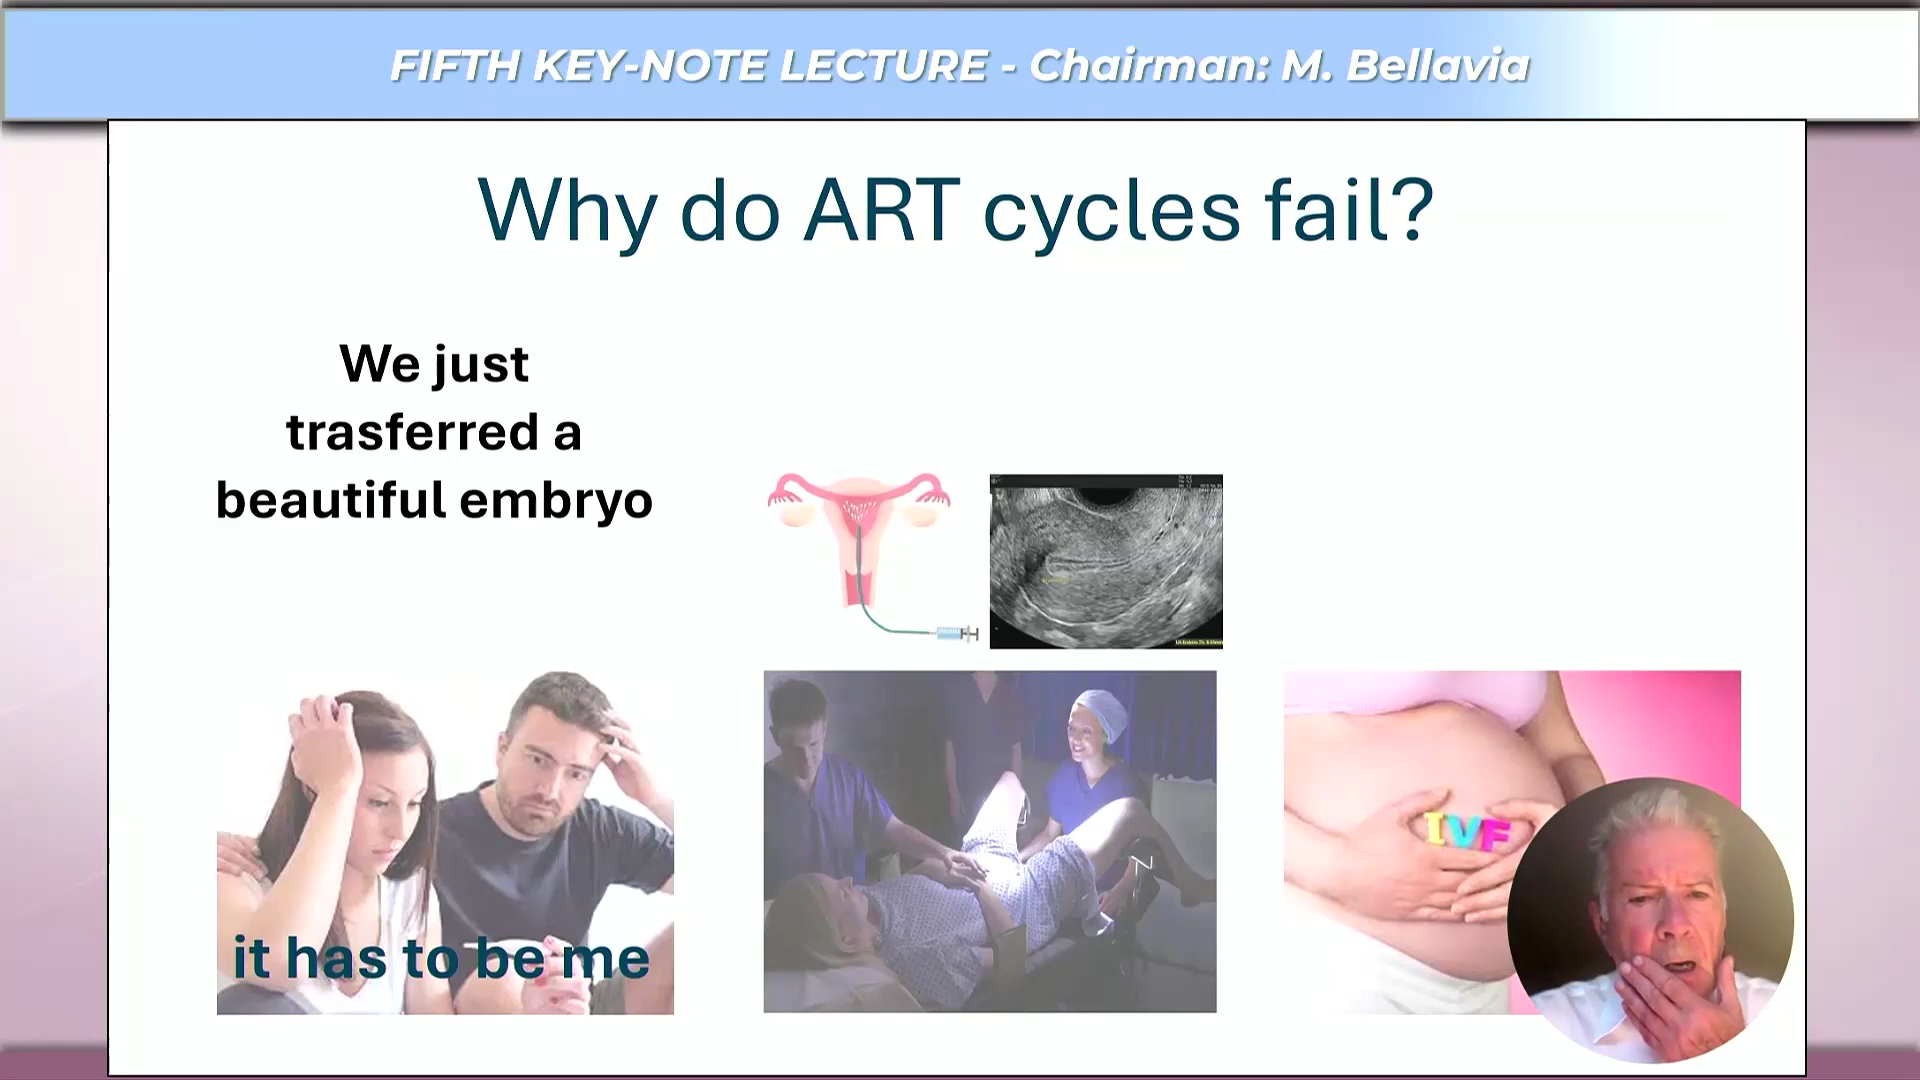 FIFTH KEY-NOTE LECTURE - Chairman: M. Bellavia
Why do ART cycles fail?
We just
trasferred a
beautiful embryo
IVF
it has to be me